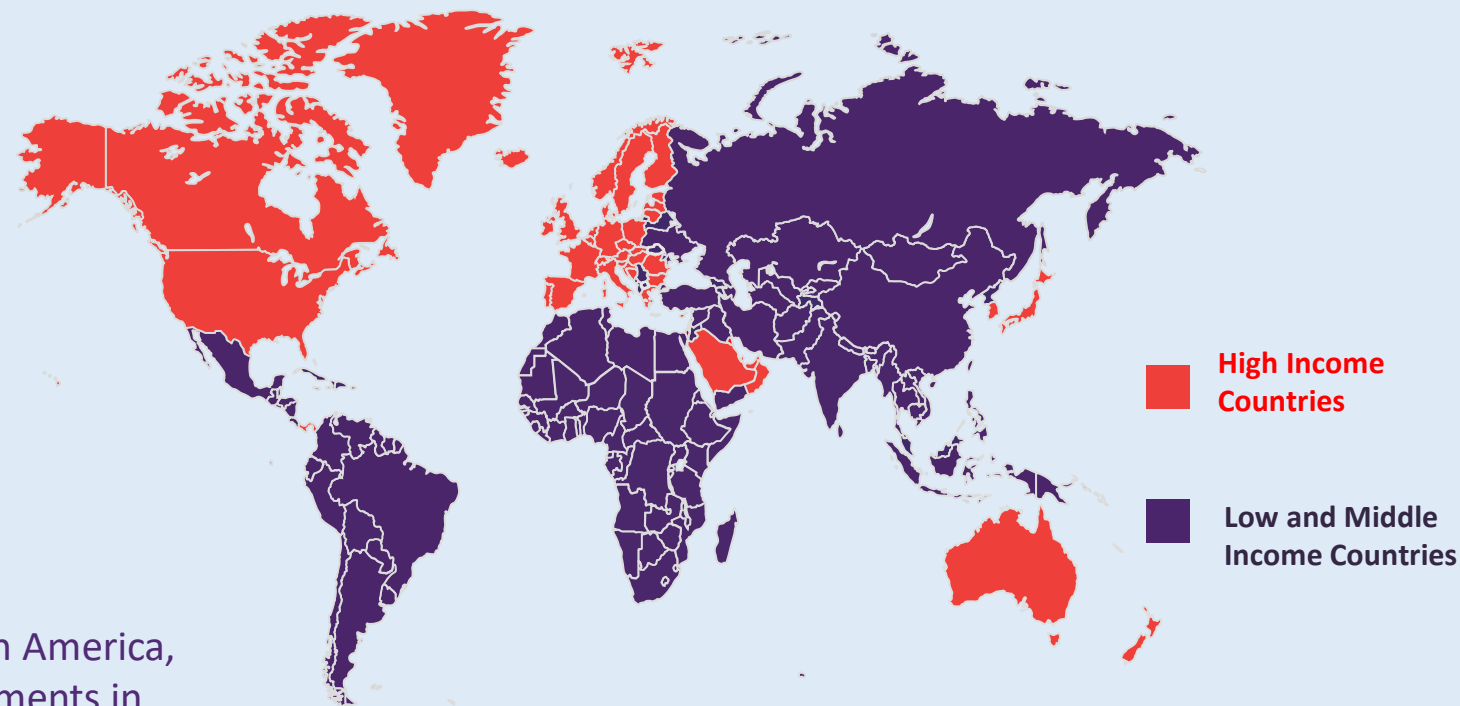 High Income
Countries
Low and Middle
Income Countries
America,
ments in